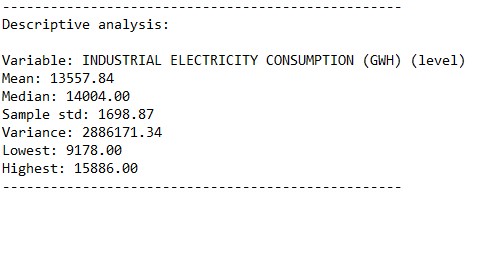 --------------------------------------------------
Descriptive analysis:

Variable: INDUSTRIAL ELECTRICITY CONSUMPTION (GWH) (level)
Mean: 13557.84
Median: 14004.00
Sample std: 1698.87
Variance: 2886171.34
Lowest: 9178.00
Highest: 15886.00
--------------------------------------------------